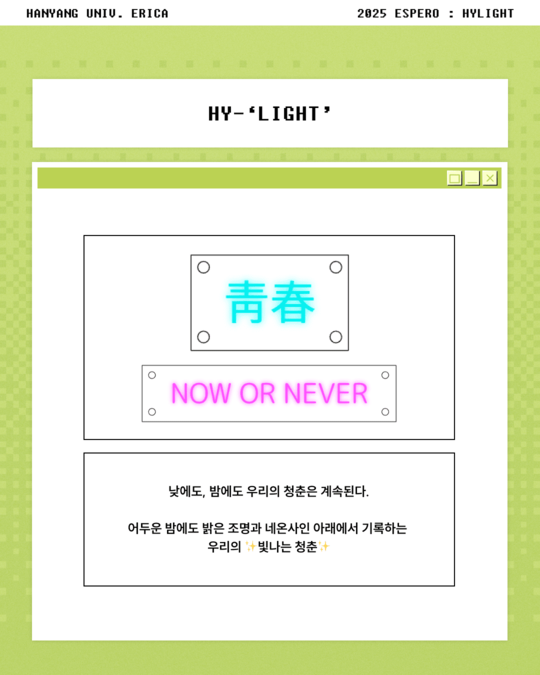 HANYANG UNIV. ERICA
2025 ESPERO : HYLIGHT
HY-‘LIGHT’
靑春
NOW OR NEVER
낮에도, 밤에도 우리의 청춘은 계속된다.
어두운 밤에도 밝은 조명과 네온사인 아래에서 기록하는
우리의 ✨빛나는 청춘✨